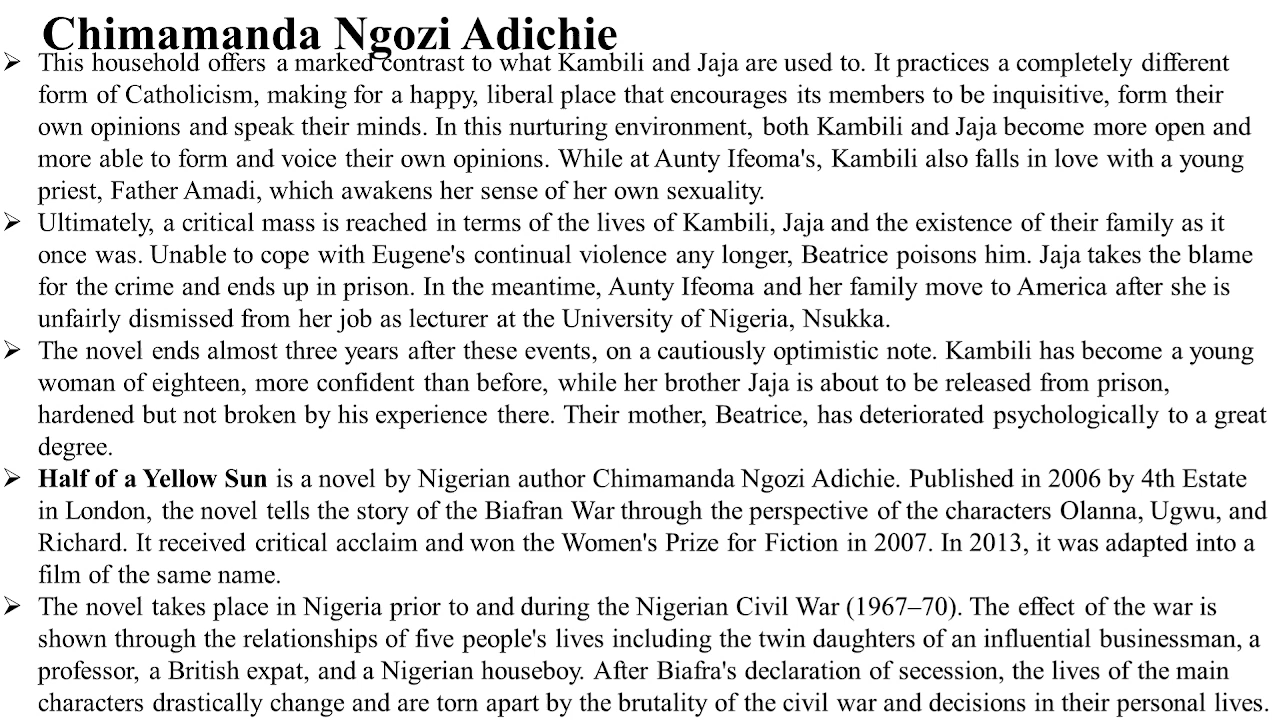 Chimamanda Ngozi Adichie
➢ This household offers a marked contrast to what Kambili and Jaja are used to. It practices a completely different
form of Catholicism, making for a happy, liberal place that encourages its members to be inquisitive, form their
own opinions and speak their minds. In this nurturing environment, both Kambili and Jaja become more open and
more able to form and voice their own opinions. While at Aunty Ifeoma's, Kambili also falls in love with a young
priest, Father Amadi, which awakens her sense of her own sexuality.
➢ Ultimately, a critical mass is reached in terms of the lives of Kambili, Jaja and the existence of their family as it
once was. Unable to cope with Eugene's continual violence any longer, Beatrice poisons him. Jaja takes the blame
for the crime and ends up in prison. In the meantime, Aunty Ifeoma and her family move to America after she is
unfairly dismissed from her job as lecturer at the University of Nigeria, Nsukka.
➢ The novel ends almost three years after these events, on a cautiously optimistic note. Kambili has become a young
woman of eighteen, more confident than before, while her brother Jaja is about to be released from prison,
hardened but not broken by his experience there. Their mother, Beatrice, has deteriorated psychologically to a great
degree.
➢ Half of a Yellow Sun is a novel by Nigerian author Chimamanda Ngozi Adichie. Published in 2006 by 4th Estate
in London, the novel tells the story of the Biafran War through the perspective of the characters Olanna, Ugwu, and
Richard. It received critical acclaim and won the Women's Prize for Fiction in 2007. In 2013, it was adapted into a
film of the same name.
➢ The novel takes place in Nigeria prior to and during the Nigerian Civil War (1967–70). The effect of the war is
shown through the relationships of five people's lives including the twin daughters of an influential businessman, a
professor, a British expat, and a Nigerian houseboy. After Biafra's declaration of secession, the lives of the main
characters drastically change and are torn apart by the brutality of the civil war and decisions in their personal lives.